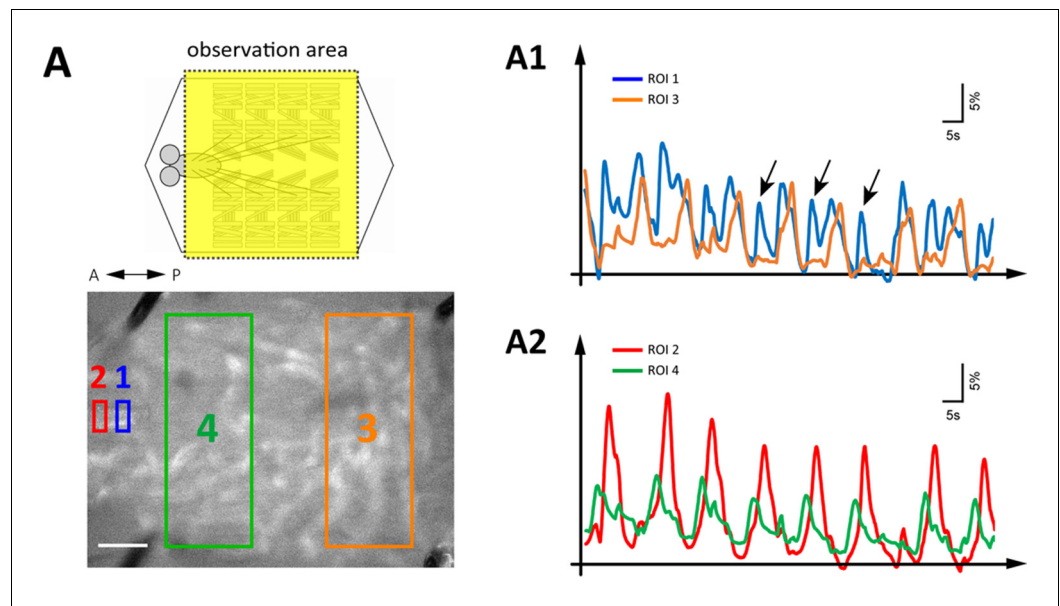 A
observation area
A P
2 1
4
3
A1
ROI 1
ROI 3
5%
5s
A2
ROI 2
ROI 4
5%
5s